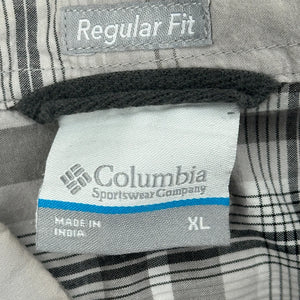 Regular Fit
Columbia
Sportswear Company
MADE IN
INDIA
XL